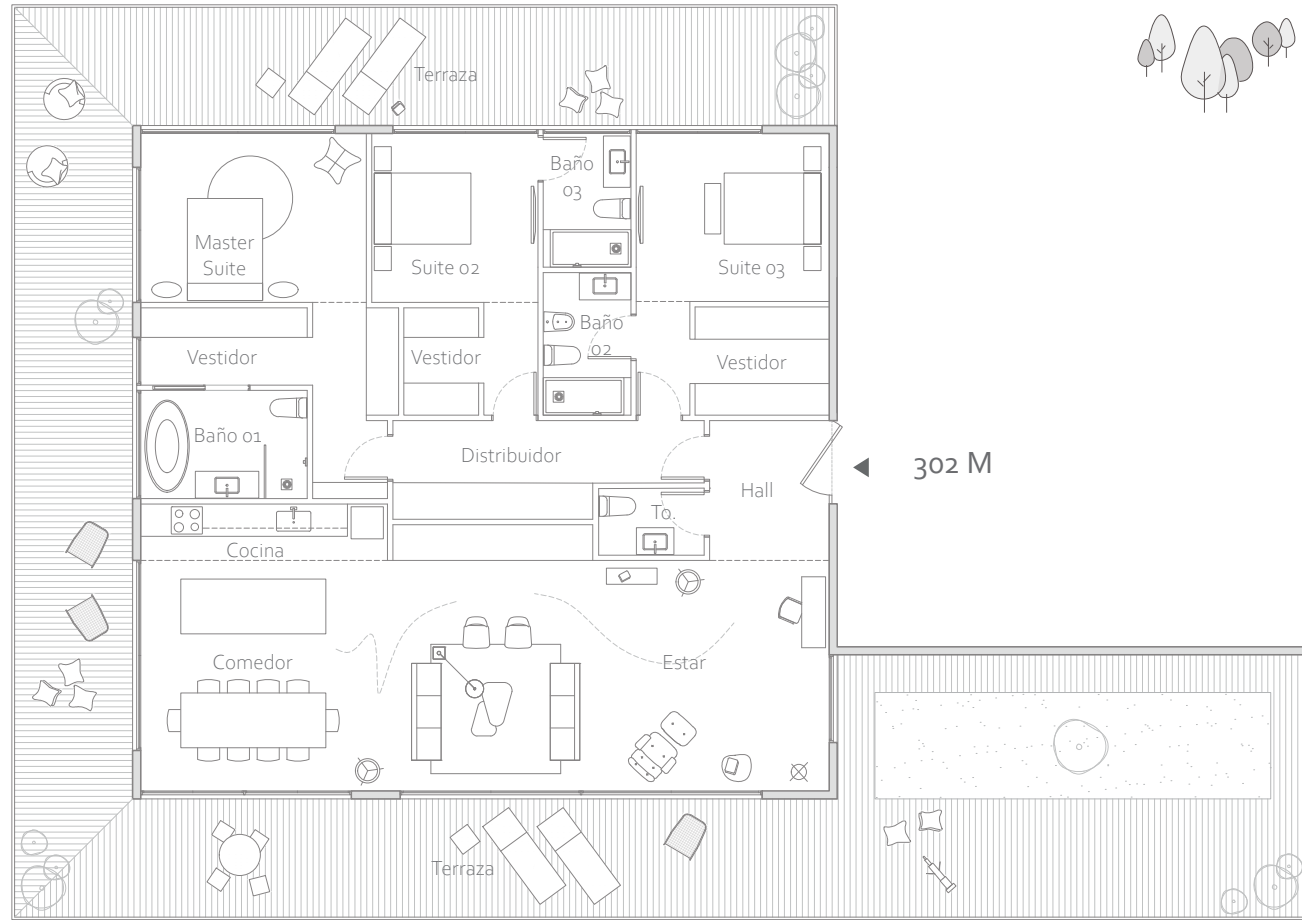 Terraza
Baño
03
Master
Suite
Suite 02
Suite 03
Baño
02
Vestidor
Vestidor
Vestidor
Baño 01
Distribuidor
302 M
Hall
To.
Cocina
Comedor
Estar
Terraza